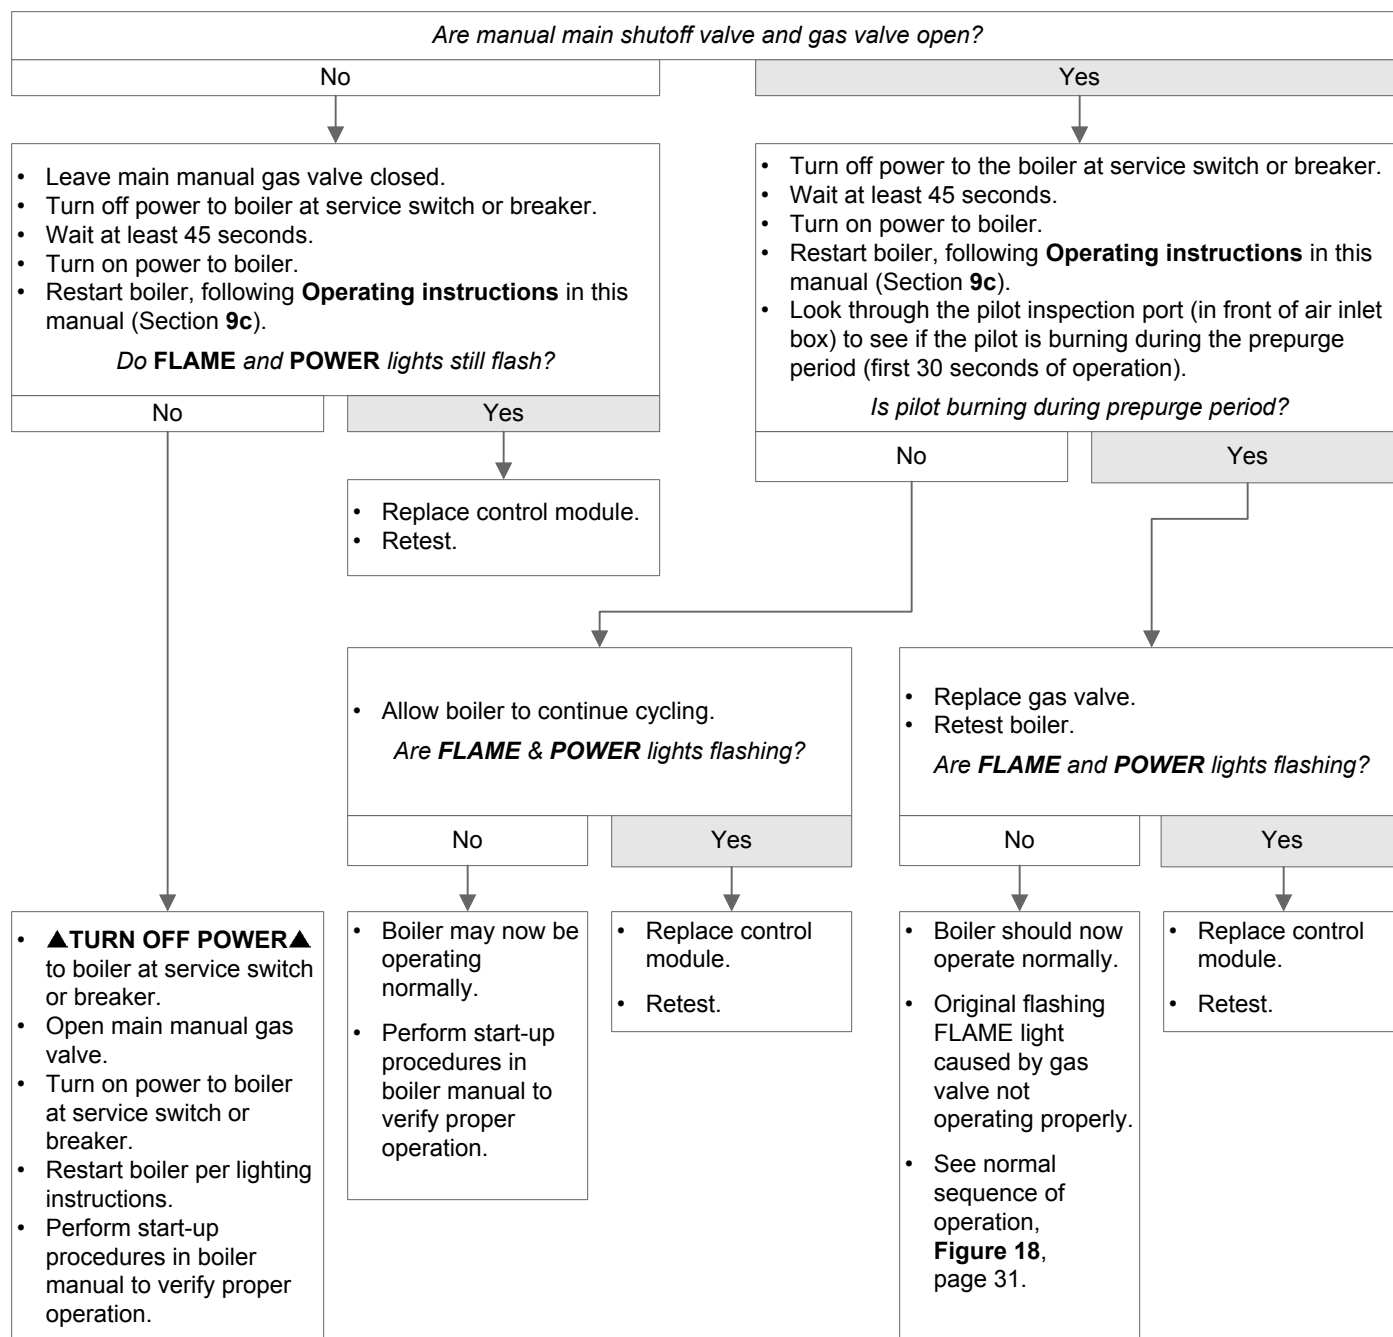 Are manual main shutoff valve and gas valve open?
No
Yes
• Leave main manual gas valve closed.
• Turn off power to boiler at service switch or breaker.
• Wait at least 45 seconds.
• Turn on power to boiler.
• Restart boiler, following Operating instructions in this
manual (Section 9c).
Do FLAME and POWER lights still flash?
No
Yes
• Turn off power to the boiler at service switch or breaker.
• Wait at least 45 seconds.
• Turn on power to boiler.
• Restart boiler, following Operating instructions in this
manual (Section 9c).
• Look through the pilot inspection port (in front of air inlet
box) to see if the pilot is burning during the prepurge
period (first 30 seconds of operation).
Is pilot burning during prepurge period?
No
Yes
• Replace control module.
• Retest.
• Allow boiler to continue cycling.
Are FLAME & POWER lights flashing?
No
Yes
• Replace gas valve.
• Retest boiler.
Are FLAME and POWER lights flashing?
No
Yes
• ▲TURN OFF POWER▲
to boiler at service switch
or breaker.
• Open main manual gas
valve.
• Turn on power to boiler
at service switch or
breaker.
• Restart boiler per lighting
instructions.
• Perform start-up
procedures in boiler
manual to verify proper
operation.
• Boiler may now be
operating
normally.
• Perform start-up
procedures in
boiler manual to
verify proper
operation.
• Replace control
module.
• Retest.
• Boiler should now
operate normally.
• Original flashing
FLAME light
caused by gas
valve not
operating properly.
• See normal
sequence of
operation,
Figure 18,
page 31.
• Replace control
module.
• Retest.